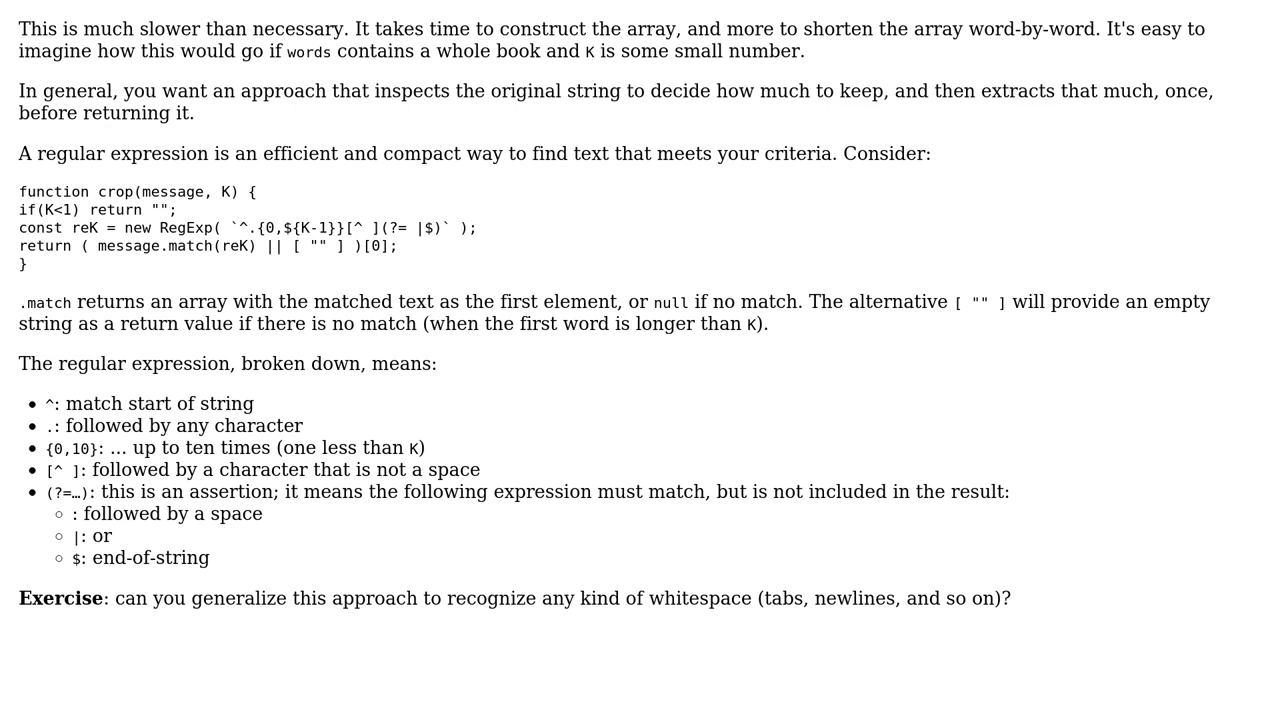 This is much slower than necessary. It takes time to construct the array, and more to shorten the array word-by-word. It's easy to
imagine how this would go if words contains a whole book and K is some small number.
In general, you want an approach that inspects the original string to decide how much to keep, and then extracts that much, once,
before returning it.
A regular expression is an efficient and compact way to find text that meets your criteria. Consider:
function crop(message, K) {
if(K<1) return "";
const reK = new RegExp( `^.{0,${K-1}}[^ ](?= |$)` );
return ( message.match(reK) || [ "" ] )[0];
}
.match returns an array with the matched text as the first element, or null if no match. The alternative [ "" ] will provide an empty
string as a return value if there is no match (when the first word is longer than K).
The regular expression, broken down, means:
• ^: match start of string
• .: followed by any character
• {0,10}: ... up to ten times (one less than K)
• [^ ]: followed by a character that is not a space
• (?=…): this is an assertion; it means the following expression must match, but is not included in the result:
◦ : followed by a space
◦ |: or
◦ $: end-of-string
Exercise: can you generalize this approach to recognize any kind of whitespace (tabs, newlines, and so on)?